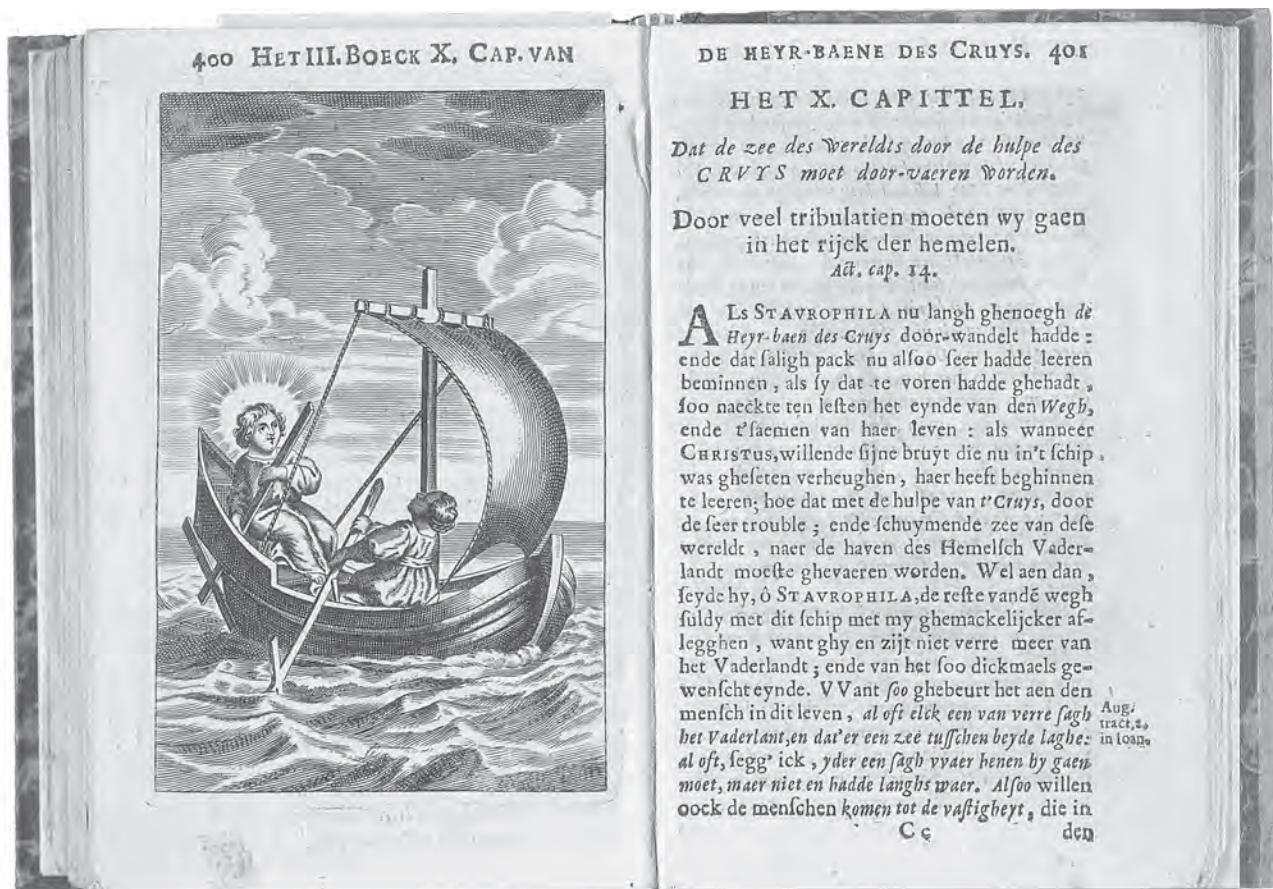 400 HET III. BOECK X. CAP. VAN
DE HEYR-BAENE DES CRUYS. 401
HET X. CAPITTEL.
Dat de zee des Wereldts door de hulpe des
CRVYS moet door-vaeren Worden.
Door veel tribulatien moeten wy gaen
in het rijck der hemelen.
Act. cap. 14.
ALs STAVROPHILA nu langh ghenoegh de
Heyr-baen des Cruys door-wandelt hadde :
ende dat ſaligh pack nu alſoo ſeer hadde leeren
beminnen , als ſy dat te voren hadde ghehadt ,
ſoo naeckte ten leſten het eynde van den Wegh,
ende t'ſaemen van haer leven : als wanneer
CHRISTUS, willende ſijne bruyt die nu in't ſchip
was gheſeten verheughen , haer heeft beghinnen
te leeren; hoe dat met de hulpe van t'Cruys, door
de ſeer trouble ; ende ſchuymende zee van deſe
wereldt , naer de haven des Hemelſch Vader-
landt moeſte ghevaeren worden. Wel aen dan ,
ſeyde hy, ô STAVROPHILA, de reſte vandē wegh
ſuldy met dit ſchip met my ghemackelijcker af-
legghen , want ghy en zijt niet verre meer van
het Vaderlandt ; ende van het ſoo dickmaels ge-
wenſcht eynde. VVant ſoo ghebeurt het aen den
menſch in dit leven , al oft elck een van verre ſagh
het Vaderlant, en dat'er een zee tuſſchen beyde laghe:
al oft, ſegg' ick , yder een ſagh vvaer henen hy gaen
moet, maer niet en hadde langhs waer. Alſoo willen
oock de menſchen komen tot de vaſtigheyt, die in
Aug.
tract. 2.
in Ioan.
Cc den